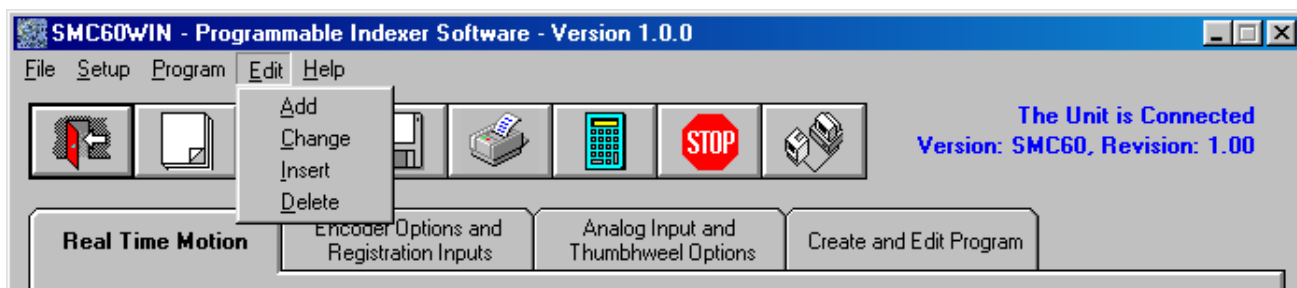 SMC60WIN - Programmable Indexer Software - Version 1.0.0
File Setup Program Edit Help
Add
Change
Insert
Delete
STOP
The Unit is Connected
Version: SMC60, Revision: 1.00
Real Time Motion
Encoder Options and
Registration Inputs
Analog Input and
Thumbhweel Options
Create and Edit Program